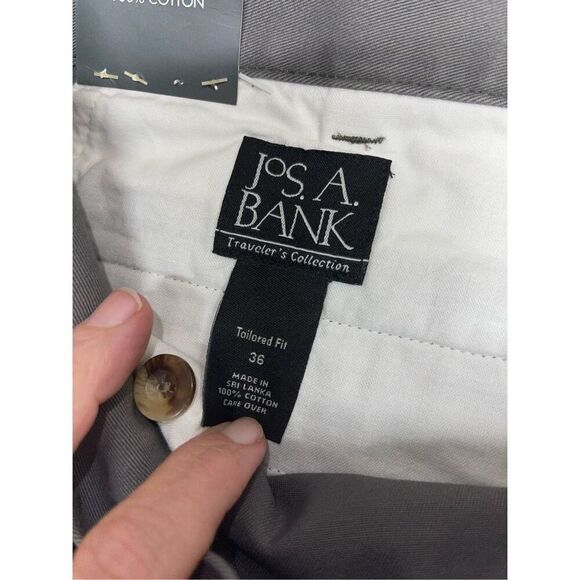 100% COTTON
JOS. A.
BANK
Traveler's Collection
Tailored Fit
36
MADE IN
SRI LANKA
100% COTTON
CARE OVER